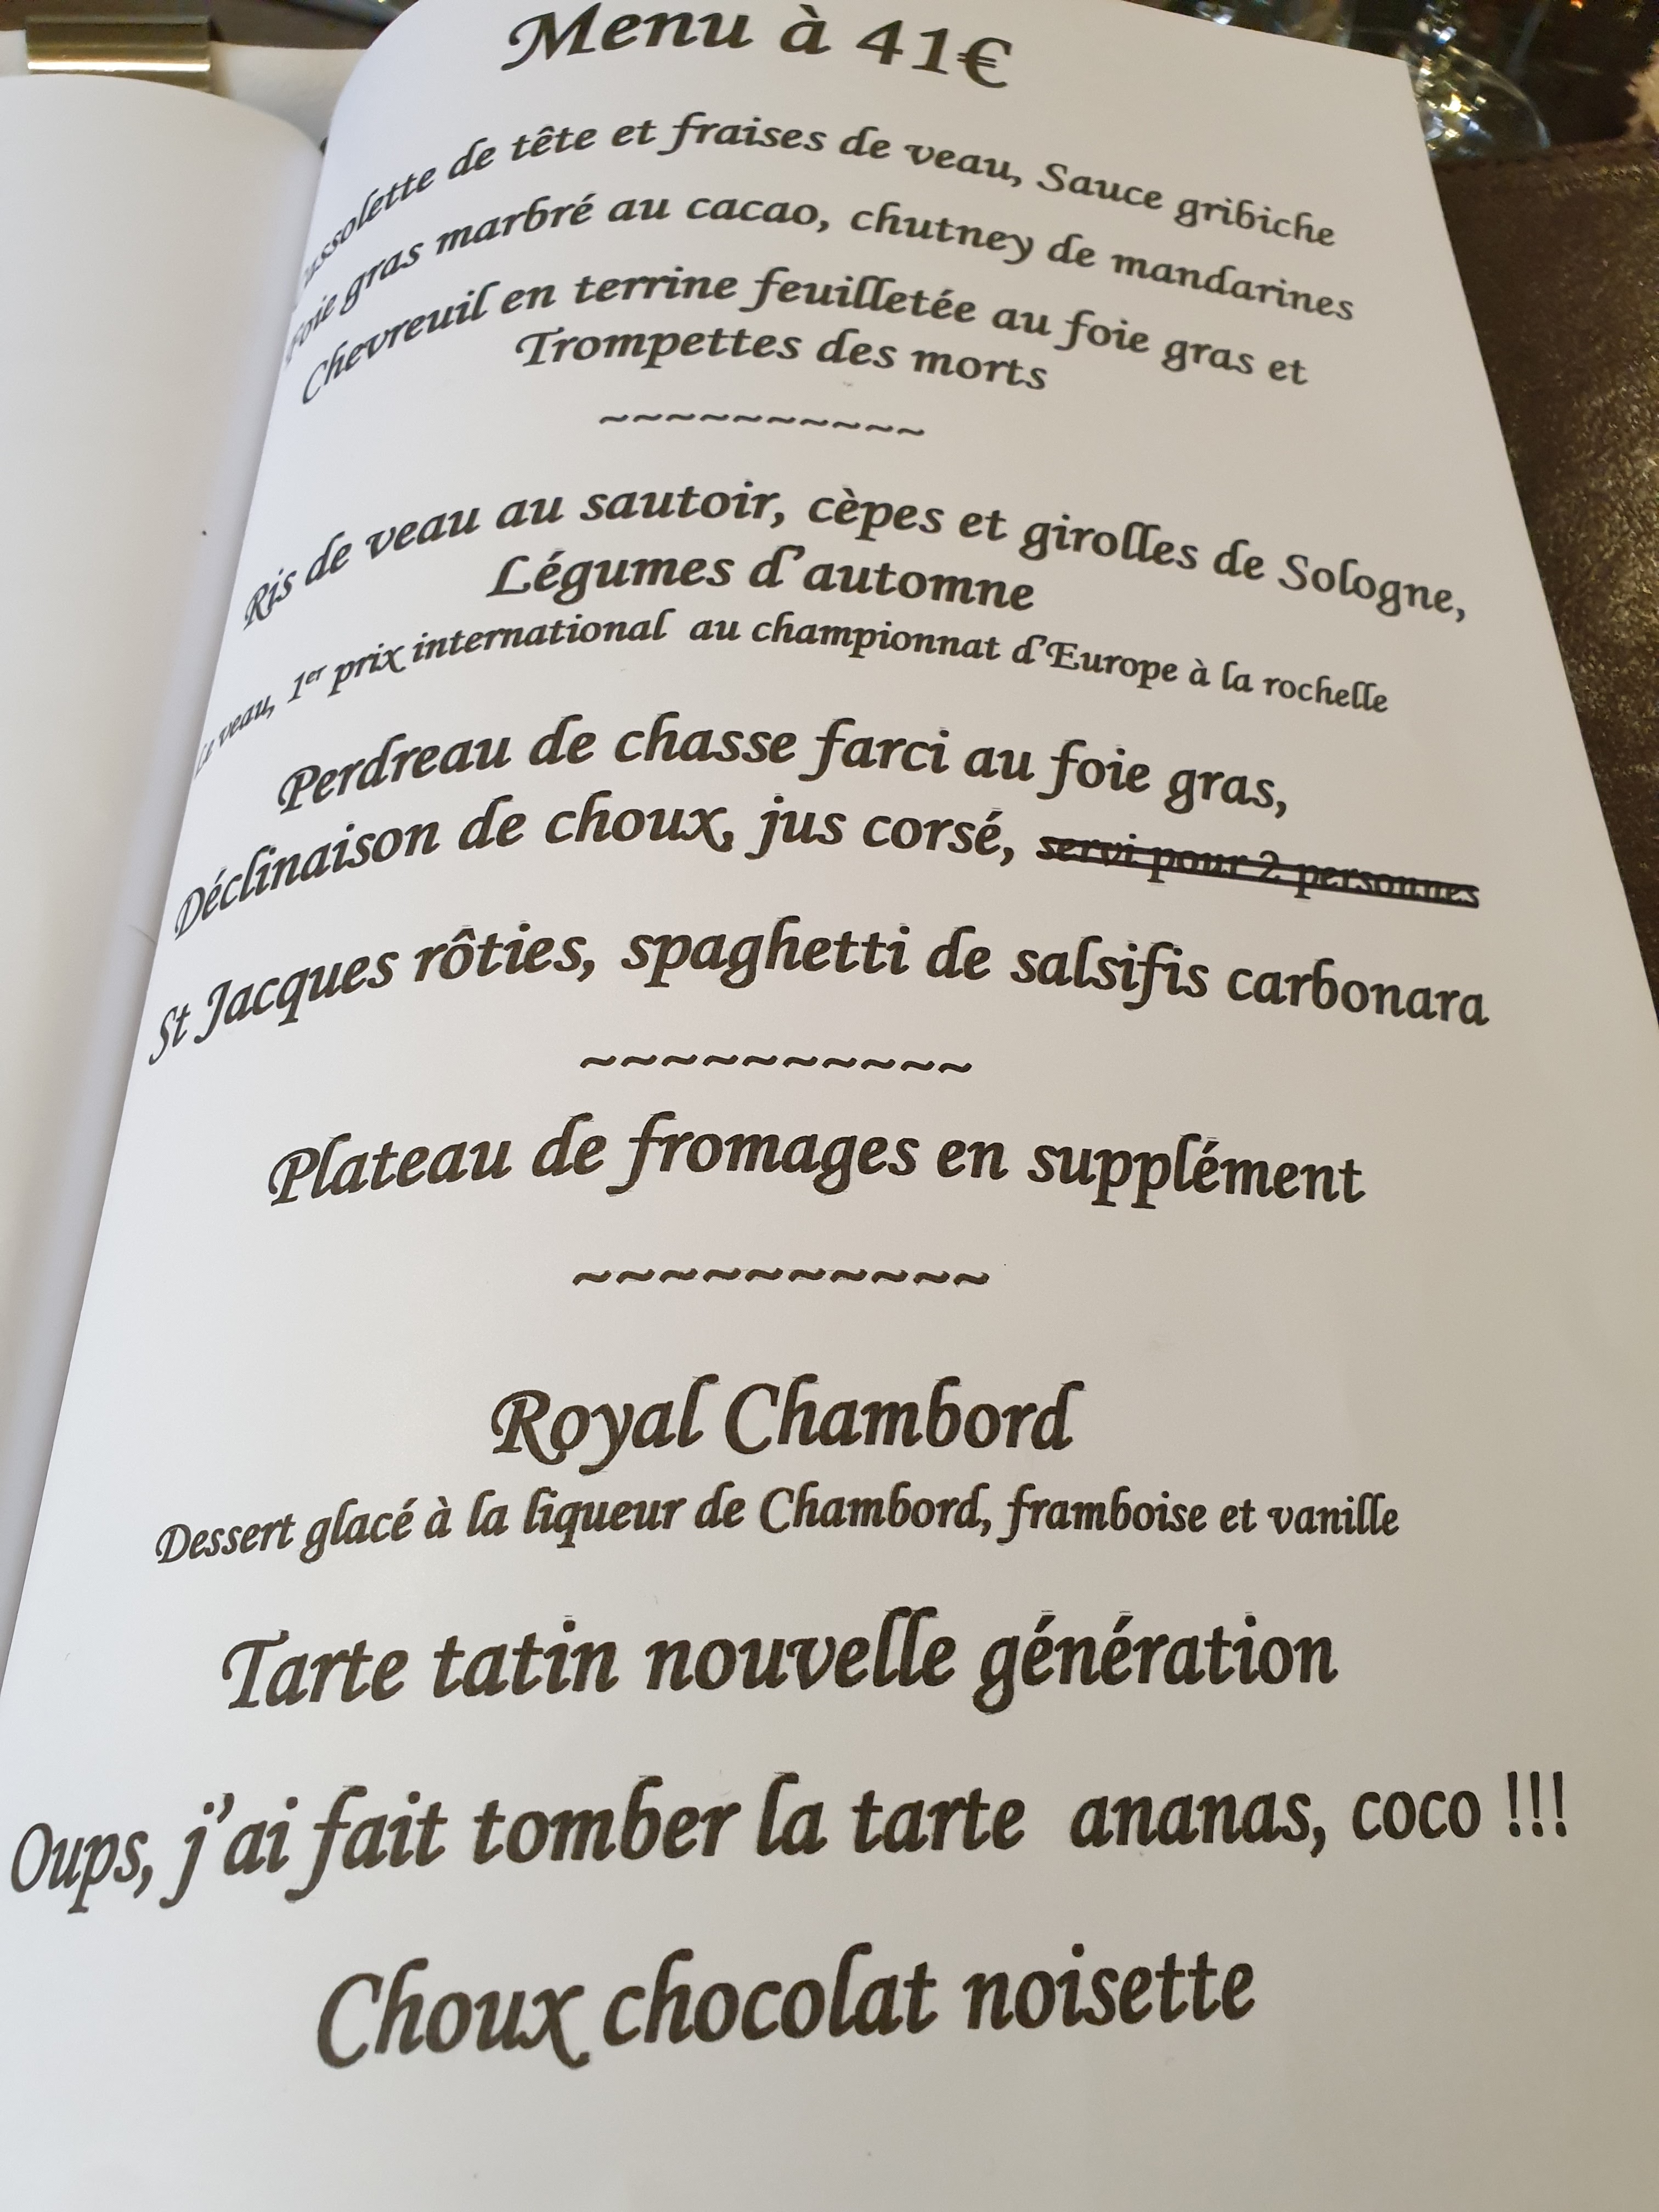 Menu à 41€
de tête et fraises de veau, Sauce gribiche
Foie gras marbré au cacao, chutney de mandarines
Chevreuil en terrine feuilletée au foie gras et
Trompettes des morts
~~~~~~~~~~
Ris de veau au sautoir, cèpes et girolles de Sologne,
Légumes d'automne
Le veau, 1er prix international au championnat d'Europe à la rochelle
Perdreau de chasse farci au foie gras,
Déclinaison de choux, jus corsé, servi pour 2 personnes
St Jacques rôties, spaghetti de salsifis carbonara
~~~~~~~~~~
Plateau de fromages en supplément
~~~~~~~~~~
Royal Chambord
Dessert glacé à la liqueur de Chambord, framboise et vanille
Tarte tatin nouvelle génération
Oups, j'ai fait tomber la tarte ananas, coco !!!
Choux chocolat noisette